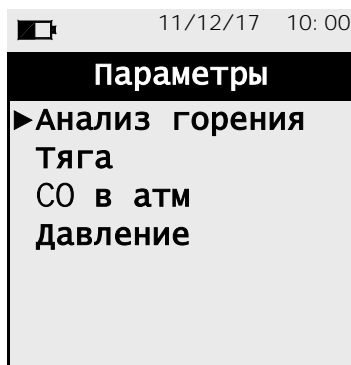 11/12/17 10:00
Параметры
►Анализ горения
Тяга
CO в атм
Давление